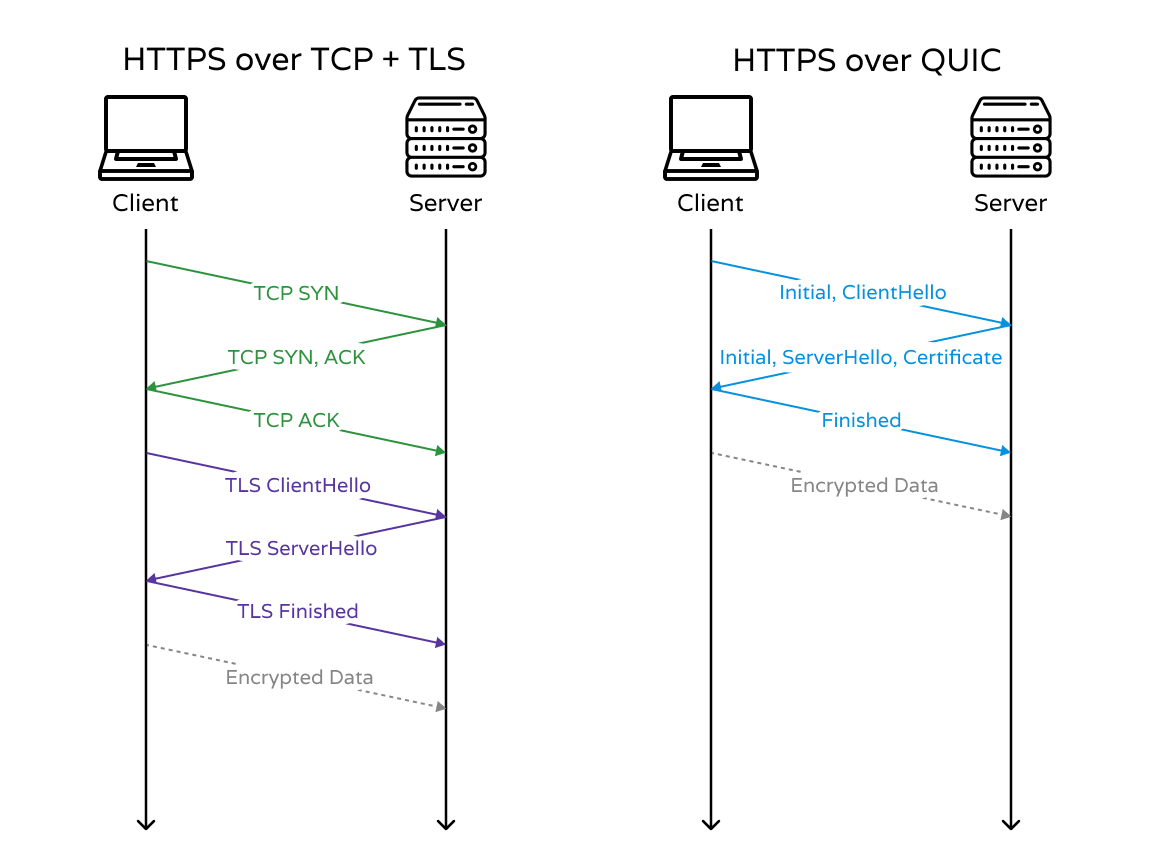 HTTPS over TCP + TLS
Client
Server
TCP SYN
TCP SYN, ACK
TCP ACK
TLS ClientHello
TLS ServerHello
TLS Finished
Encrypted Data
HTTPS over QUIC
Client
Server
Initial, ClientHello
Initial, ServerHello, Certificate
Finished
Encrypted Data